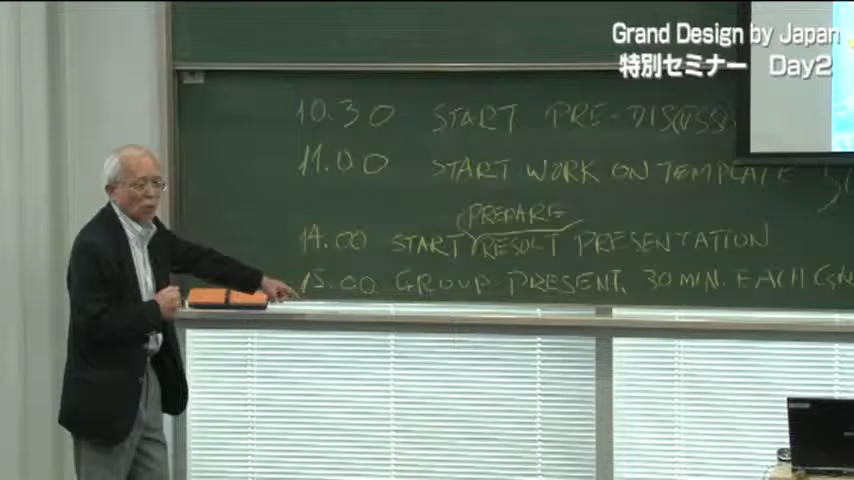 Grand Design by Japan
特別セミナー Day2
10.30 START PRE-DISCUSS
11.00 START WORK ON TEMPLATE
PREPARE
14.00 START RESULT PRESENTATION
15.00 GROUP PRESENT. 30 MIN. EACH